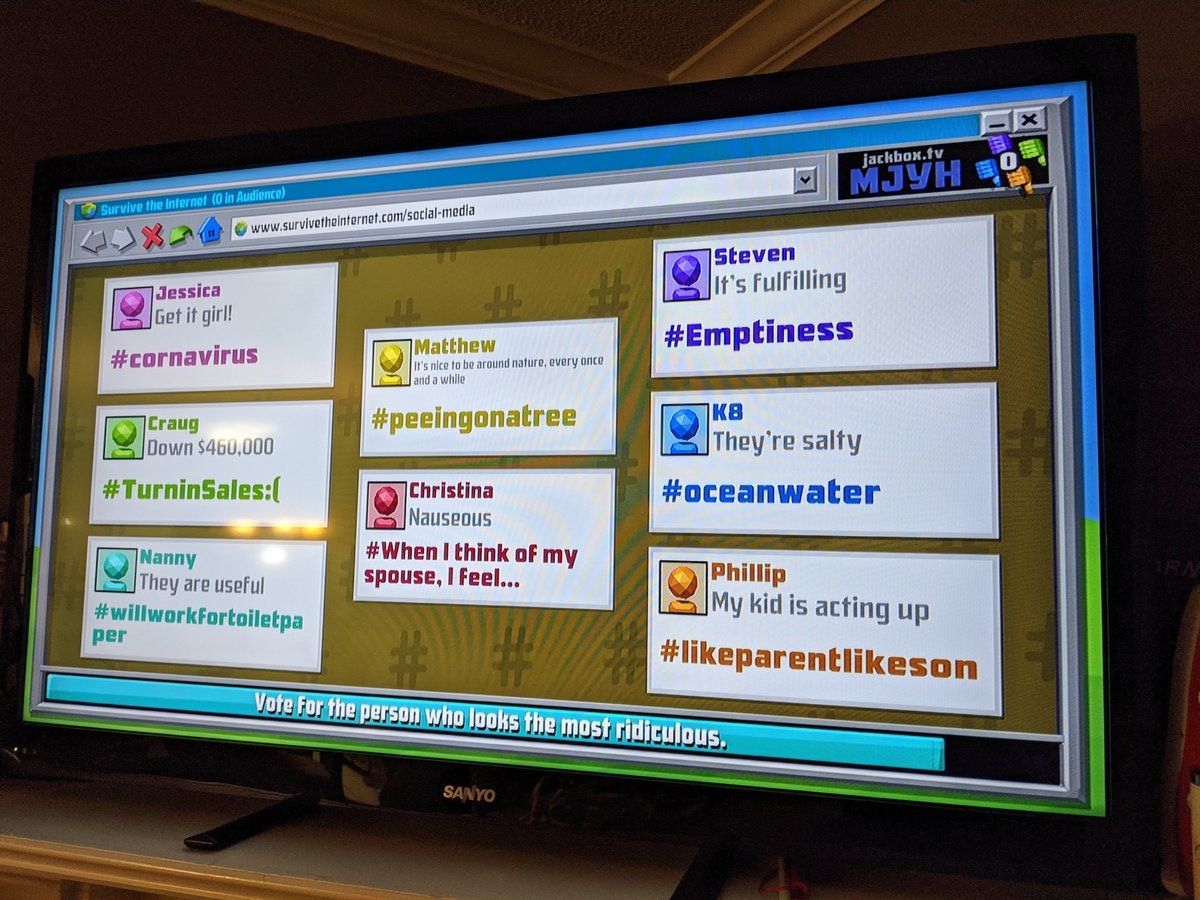 Survive the Internet (0 in Audience)
www.survivetheinternet.com/social-media
jackbox.tv
MJYH
0
Jessica
Get it girl!
#cornavirus
Craug
Down $460,000
#TurninSales:(
Nanny
They are useful
#willworkfortoiletpa
per
Matthew
It's nice to be around nature, every once
and a while
#peeingonatree
Christina
Nauseous
#When I think of my
spouse, I feel...
Steven
It's fulfilling
#Emptiness
K8
They're salty
#oceanwater
Phillip
My kid is acting up
#likeparentlikeson
Vote for the person who looks the most ridiculous.
SANYO